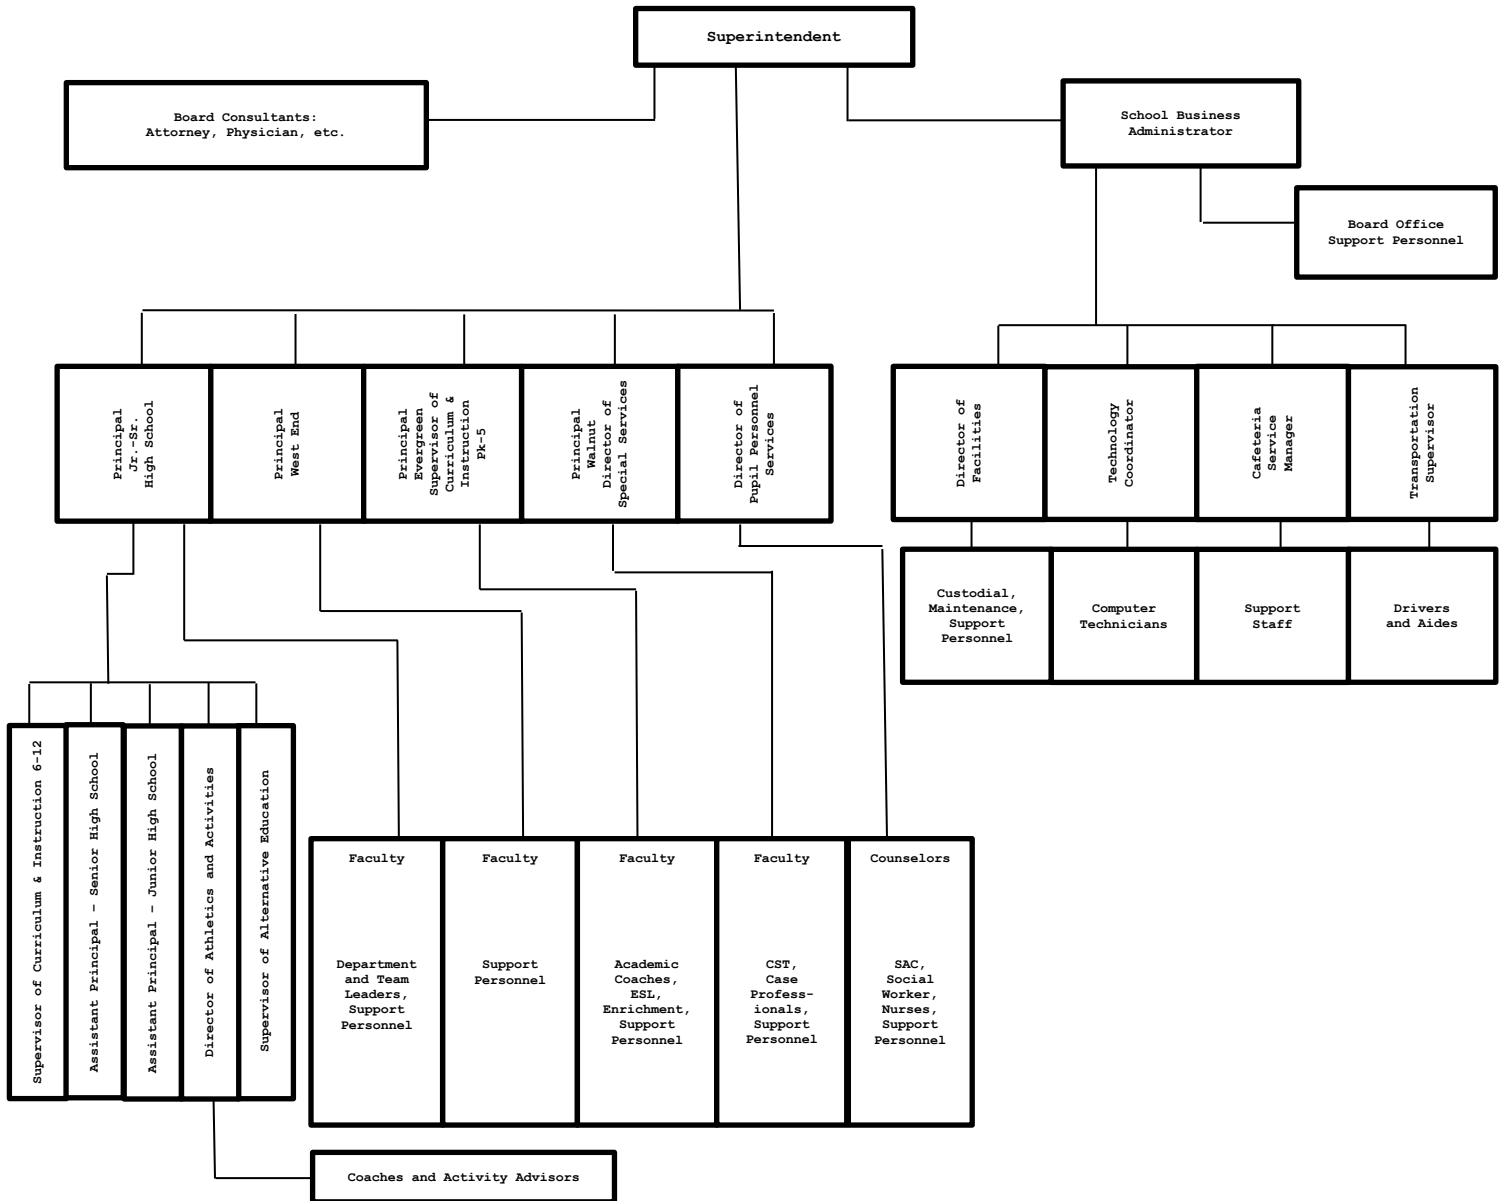 Superintendent
Board Consultants:
Attorney, Physician, etc.
School Business
Administrator
Board Office
Support Personnel
Principal
Jr.-Sr.
High School
Principal
West End
Principal
Evergreen
Supervisor of
Curriculum &
Instruction
Pk-5
Principal
Walnut
Director of
Special Services
Director of
Pupil Personnel
Services
Director of
Facilities
Technology
Coordinator
Cafeteria
Service
Manager
Transportation
Supervisor
Custodial,
Maintenance,
Support
Personnel
Computer
Technicians
Support
Staff
Drivers
and Aides
Supervisor of Curriculum & Instruction 6-12
Assistant Principal – Senior High School
Assistant Principal – Junior High School
Director of Athletics and Activities
Supervisor of Alternative Education
Faculty
Department
and Team
Leaders,
Support
Personnel
Faculty
Support
Personnel
Faculty
Academic
Coaches,
ESL,
Enrichment,
Support
Personnel
Faculty
CST,
Case
Profess-
ionals,
Support
Personnel
Counselors
SAC,
Social
Worker,
Nurses,
Support
Personnel
Coaches and Activity Advisors